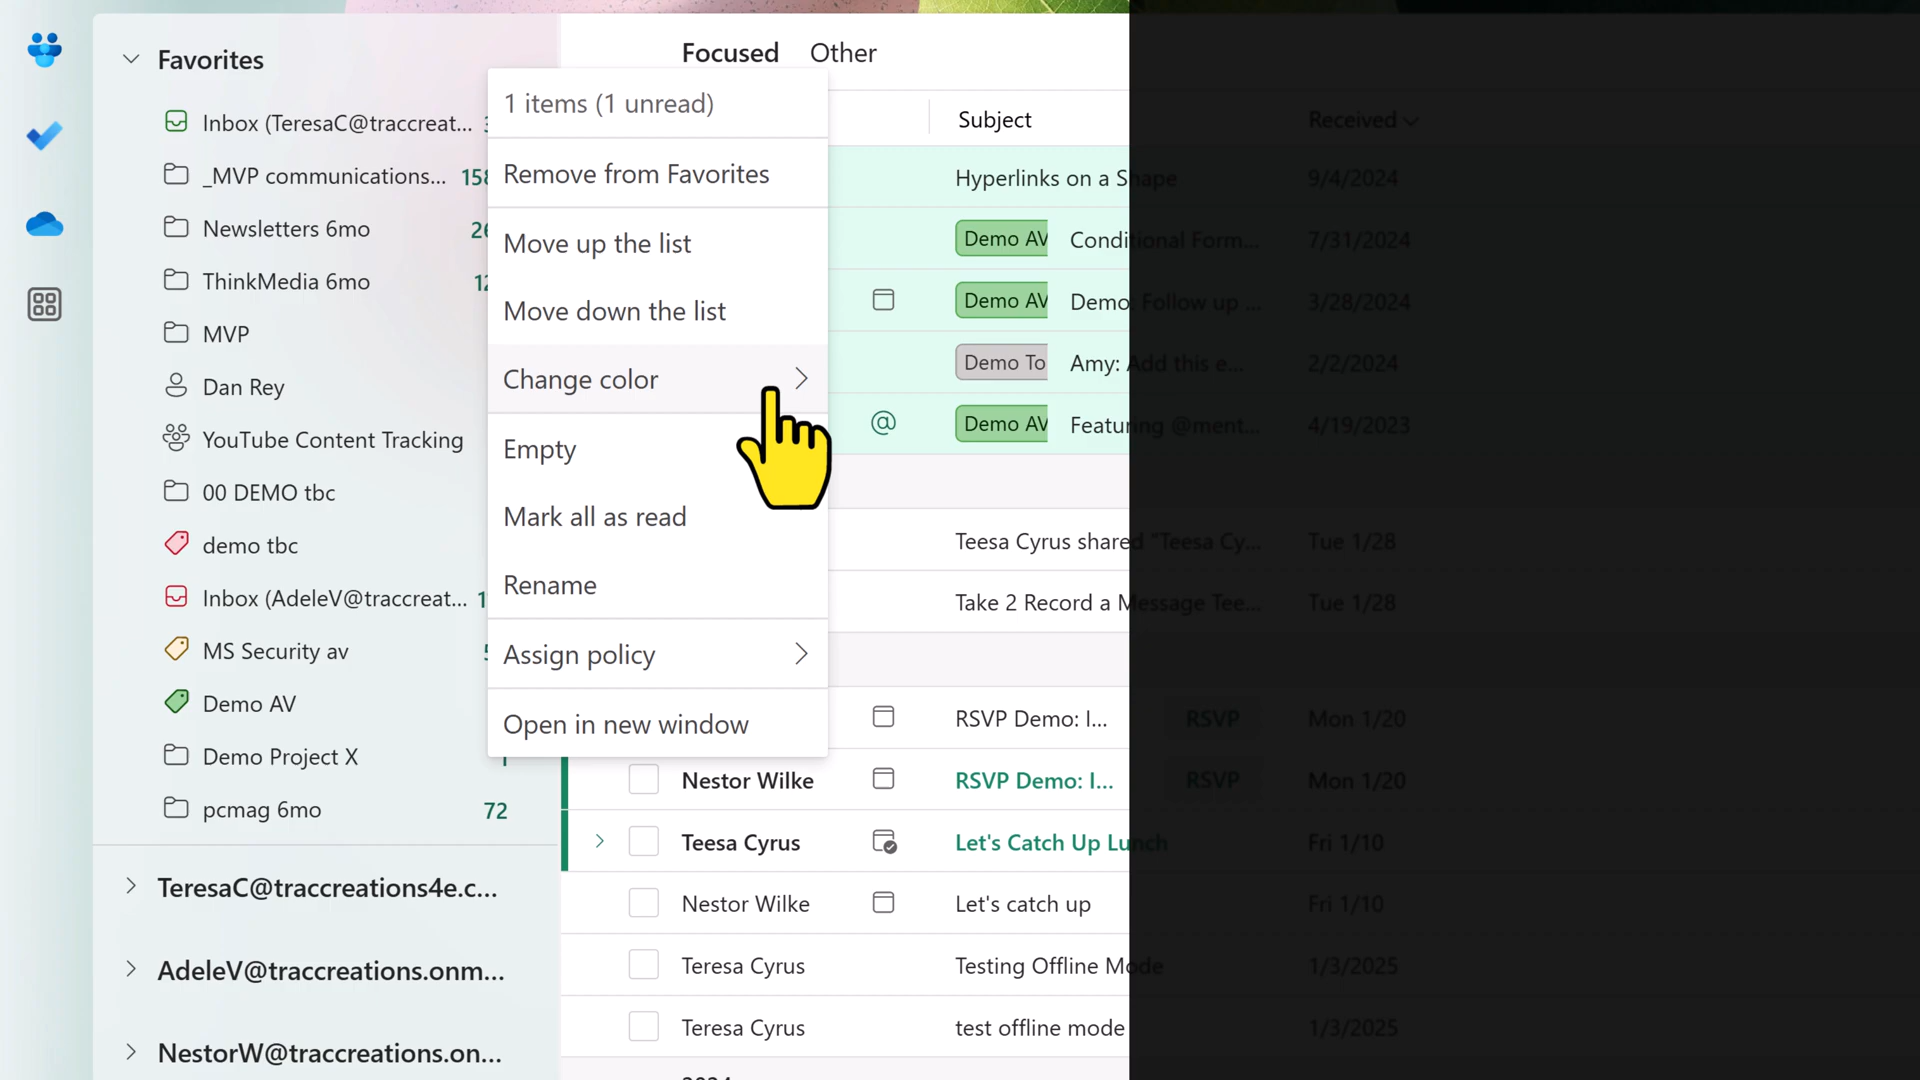 Favorites
Inbox (TeresaC@traccreat...
_MVP communications...
Newsletters 6mo
ThinkMedia 6mo
MVP
Dan Rey
YouTube Content Tracking
00 DEMO tbc
demo tbc
Inbox (AdeleV@traccreat...
MS Security av
Demo AV
Demo Project X
pcmag 6mo 72
TeresaC@traccreations4e.c...
AdeleV@traccreations.onm...
NestorW@traccreations.on...
1 items (1 unread)
Remove from Favorites
Move up the list
Move down the list
Change color
Empty
Mark all as read
Rename
Assign policy
Open in new window
Focused Other
Subject Received
Hyperlinks on a Shape 9/4/2024
Demo AV Conditional Form... 7/31/2024
Demo AV Demo: Follow up ... 3/28/2024
Demo To Amy: Add this e... 2/2/2024
@ Demo AV Featuring @ment... 4/19/2023
Teesa Cyrus shared "Teesa Cy... Tue 1/28
Take 2 Record a Message Tee... Tue 1/28
RSVP Demo: I... RSVP Mon 1/20
Nestor Wilke RSVP Demo: I... RSVP Mon 1/20
Teesa Cyrus Let's Catch Up Lunch Fri 1/10
Nestor Wilke Let's catch up Fri 1/10
Teresa Cyrus Testing Offline Mode 1/3/2025
Teresa Cyrus test offline mode 1/3/2025